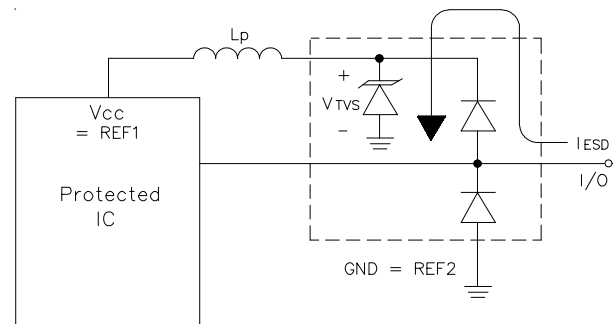 Lp
Vcc
= REF1
+
VTVS
-
IESD
I/O
Protected
IC
GND = REF2